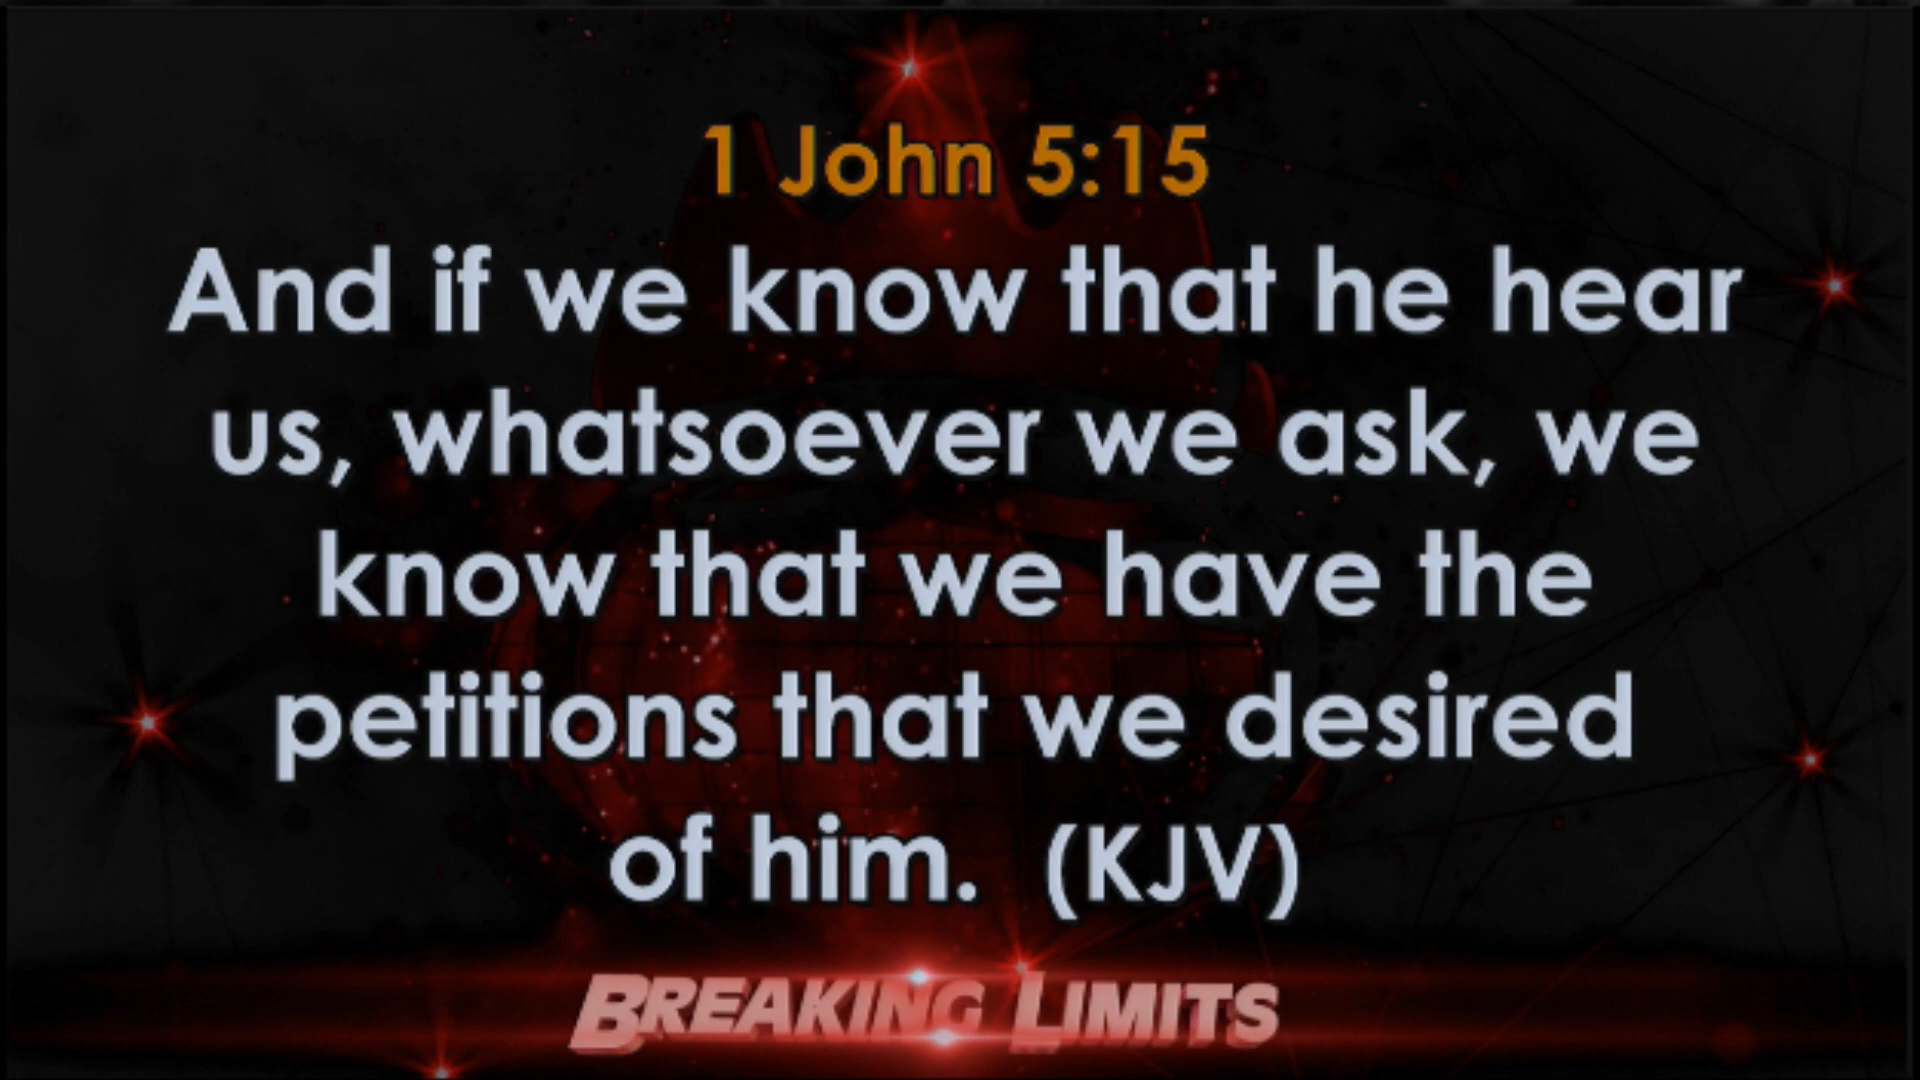 1 John 5:15
And if we know that he hear
us, whatsoever we ask, we
know that we have the
petitions that we desired
of him.  (KJV)
BREAKING LIMITS